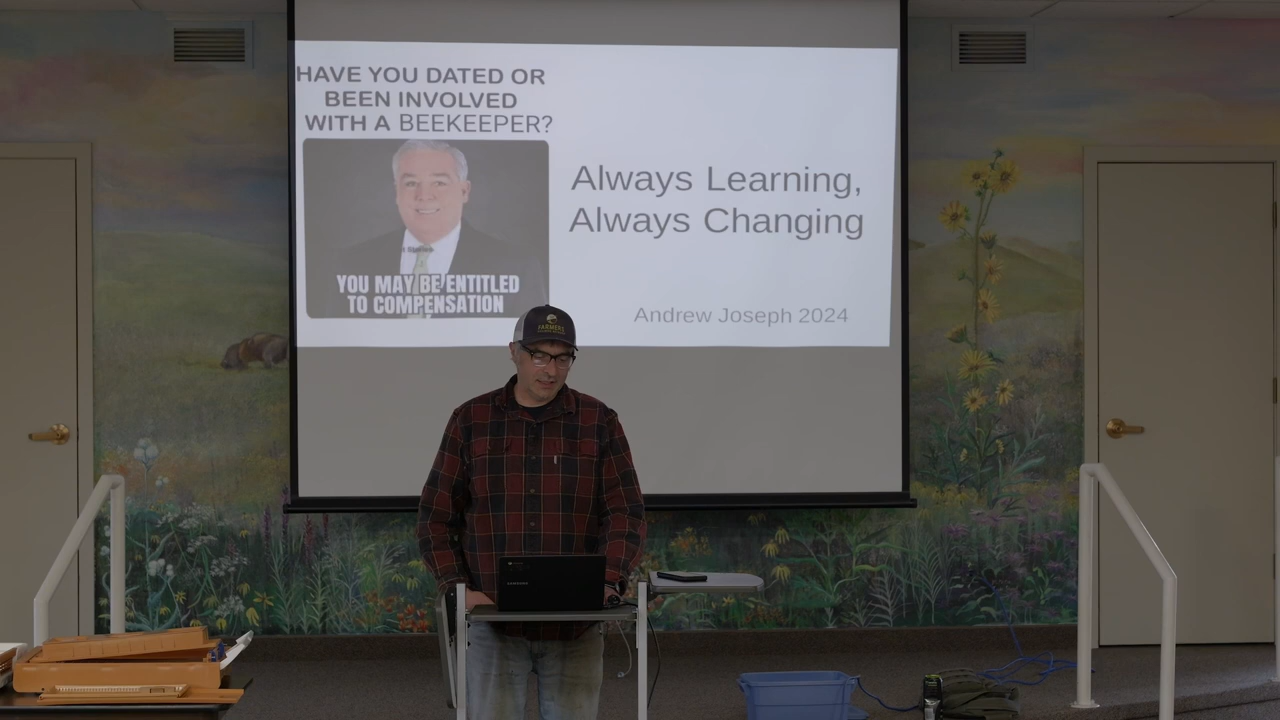 HAVE YOU DATED OR
BEEN INVOLVED
WITH A BEEKEEPER?
YOU MAY BE ENTITLED
TO COMPENSATION
Always Learning,
Always Changing
Andrew Joseph 2024
FARMERS
SAMSUNG